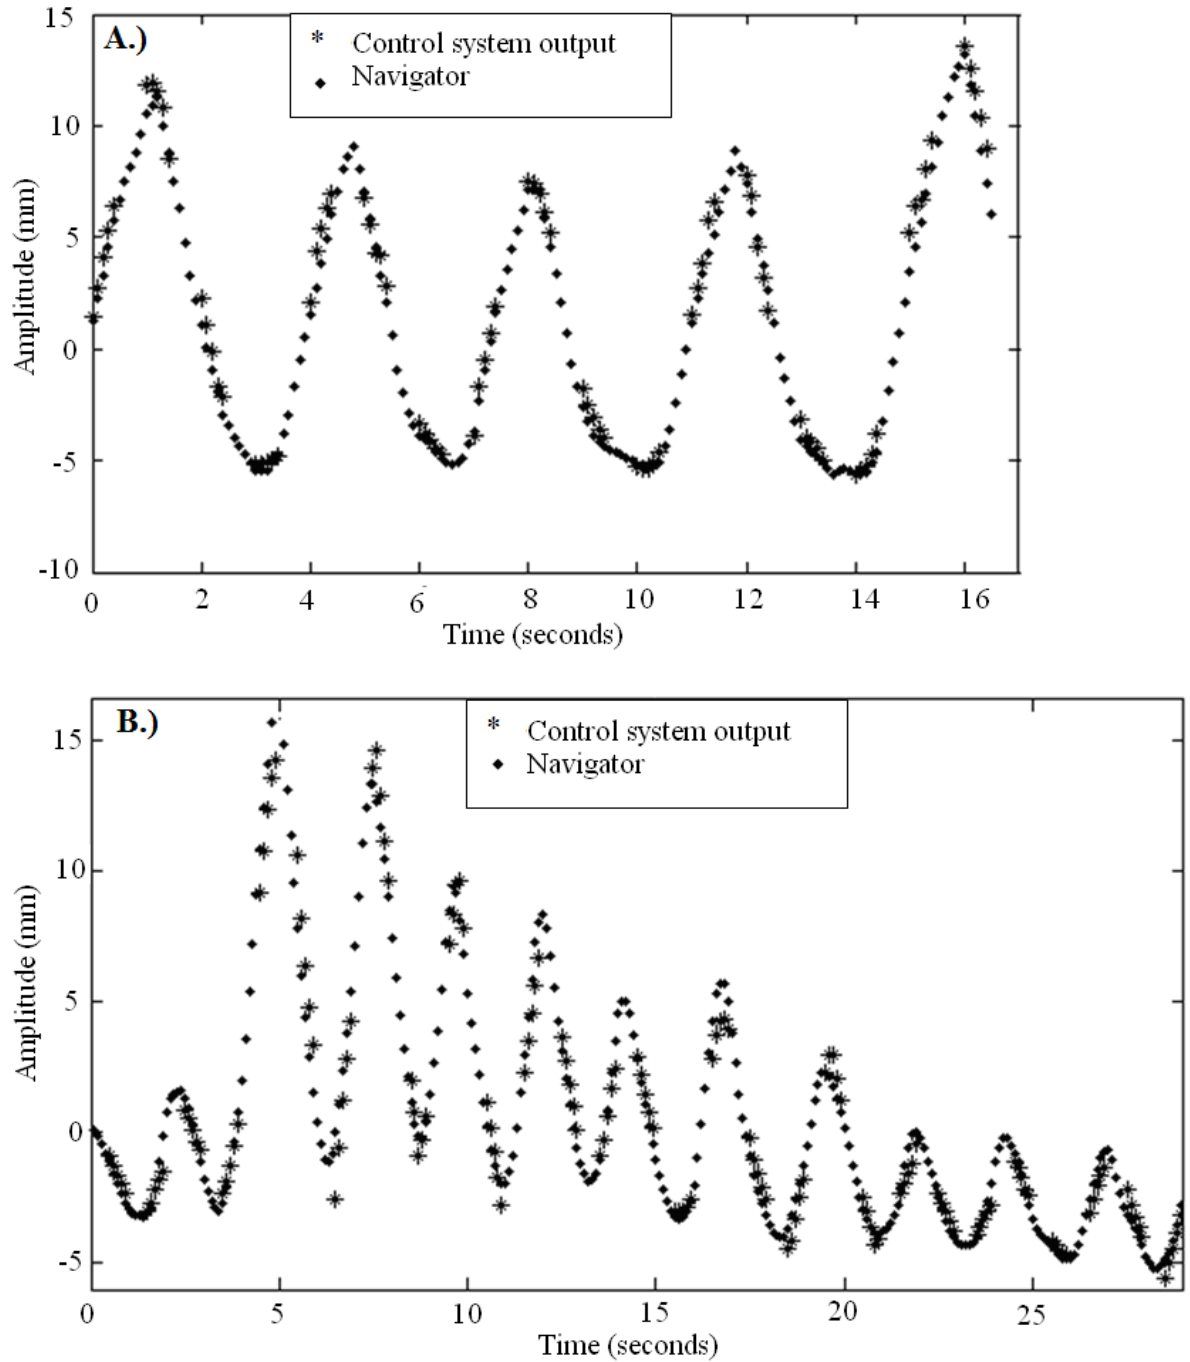 A.)
* Control system output
◆ Navigator
15
10
5
0
-5
-10
Amplitude (mm)
0 2 4 6 8 10 12 14 16
Time (seconds)
B.)
* Control system output
◆ Navigator
15
10
5
0
-5
Amplitude (mm)
0 5 10 15 20 25
Time (seconds)